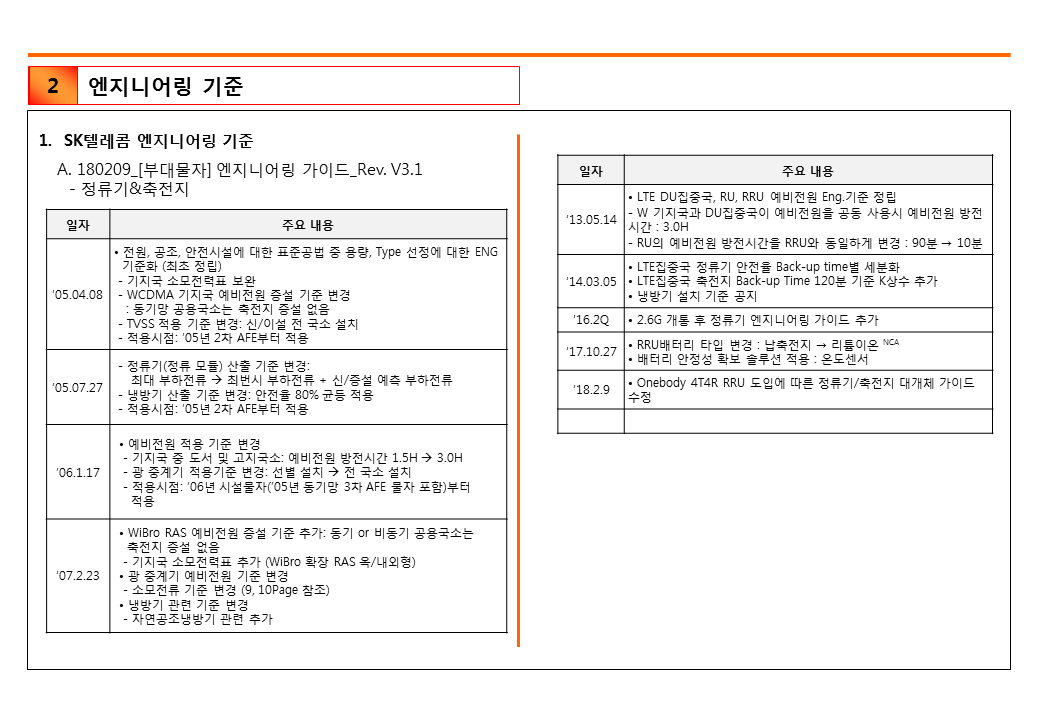 2 엔지니어링 기준
1. SK텔레콤 엔지니어링 기준
A. 180209_[부대물자] 엔지니어링 가이드_Rev. V3.1
- 정류기&축전지
일자 주요 내용
‘05.04.08
• 전원, 공조, 안전시설에 대한 표준공법 중 용량, Type 선정에 대한 ENG
기준화 (최초 정립)
- 기지국 소모전력표 보완
- WCDMA 기지국 예비전원 증설 기준 변경
: 동기망 공용국소는 축전지 증설 없음
- TVSS 적용 기준 변경: 신/이설 전 국소 설치
- 적용시점: ’05년 2차 AFE부터 적용
‘05.07.27
- 정류기(정류 모듈) 산출 기준 변경:
최대 부하전류 → 최번시 부하전류 + 신/증설 예측 부하전류
- 냉방기 산출 기준 변경: 안전율 80% 균등 적용
- 적용시점: ’05년 2차 AFE부터 적용
‘06.1.17
• 예비전원 적용 기준 변경
- 기지국 중 도서 및 고지국소: 예비전원 방전시간 1.5H → 3.0H
- 광 중계기 적용기준 변경: 선별 설치 → 전 국소 설치
- 적용시점: ’06년 시설물자(’05년 동기망 3차 AFE 물자 포함)부터
적용
‘07.2.23
• WiBro RAS 예비전원 증설 기준 추가: 동기 or 비동기 공용국소는
축전지 증설 없음
- 기지국 소모전력표 추가 (WiBro 확장 RAS 옥/내외형)
• 광 중계기 예비전원 기준 변경
- 소모전류 기준 변경 (9, 10Page 참조)
• 냉방기 관련 기준 변경
- 자연공조냉방기 관련 추가
일자 주요 내용
‘13.05.14
• LTE DU집중국, RU, RRU 예비전원 Eng.기준 정립
- W 기지국과 DU집중국이 예비전원을 공동 사용시 예비전원 방전
시간 : 3.0H
- RU의 예비전원 방전시간을 RRU와 동일하게 변경 : 90분 → 10분
‘14.03.05
• LTE집중국 정류기 안전율 Back-up time별 세분화
• LTE집중국 축전지 Back-up Time 120분 기준 K상수 추가
• 냉방기 설치 기준 공지
‘16.2Q • 2.6G 개통 후 정류기 엔지니어링 가이드 추가
‘17.10.27
• RRU배터리 타입 변경 : 납축전지 → 리튬이온 NCA
• 배터리 안정성 확보 솔루션 적용 : 온도센서
‘18.2.9
• Onebody 4T4R RRU 도입에 따른 정류기/축전지 대개체 가이드
수정